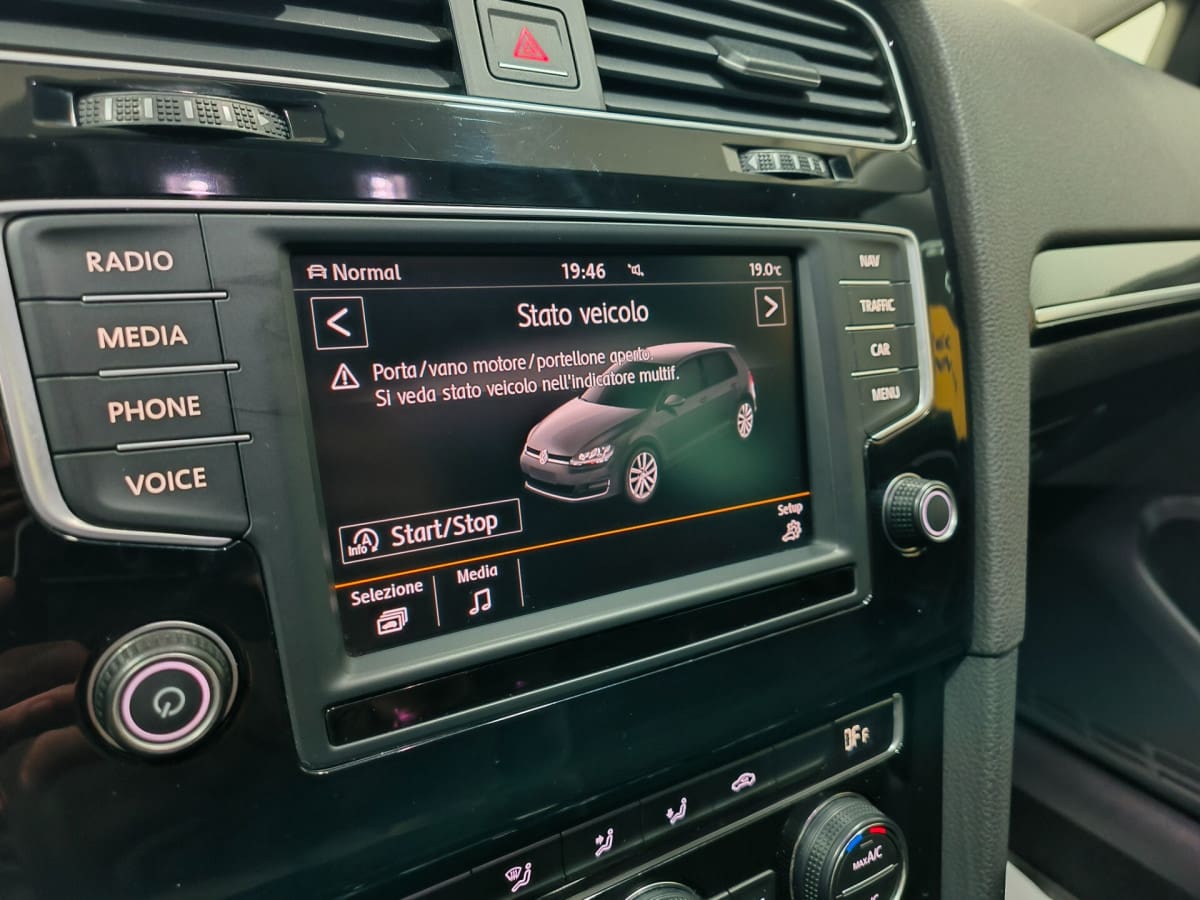 RADIO
MEDIA
PHONE
VOICE
Normal
19:46
19.0°C
Stato veicolo
Porta/vano motore/portellone aperto.
Si veda stato veicolo nell'indicatore multif.
Info A Start/Stop
Setup
Selezione
Media
NAV
TRAFFIC
CAR
MENU
OFF
MAX A/C